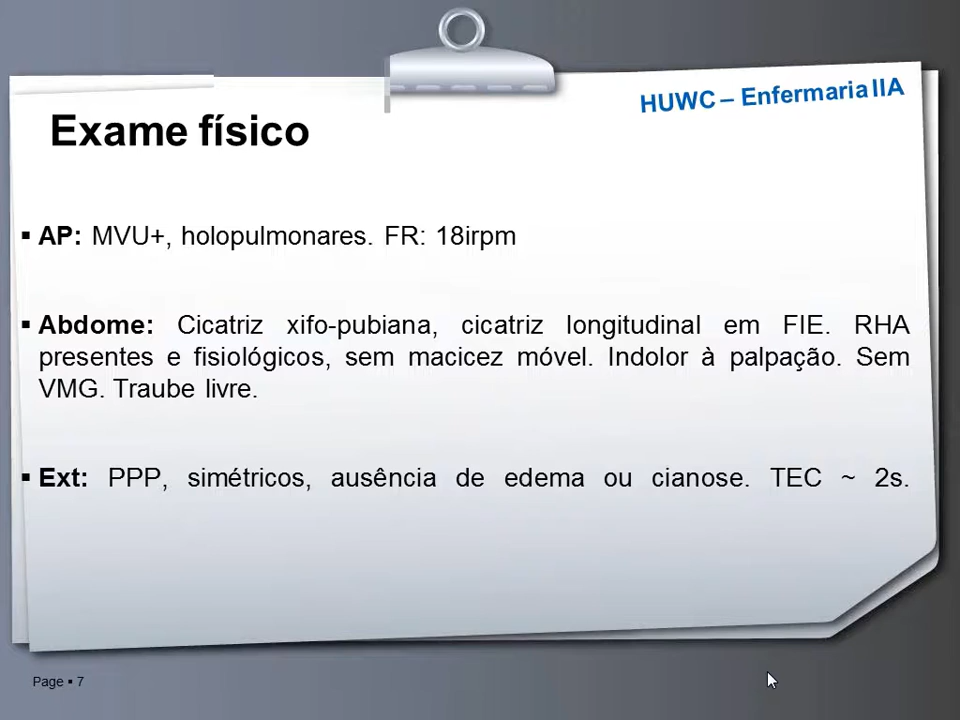 HUWC – Enfermaria IIA
Exame físico
▪ AP: MVU+, holopulmonares. FR: 18irpm
▪ Abdome: Cicatriz xifo-pubiana, cicatriz longitudinal em FIE. RHA
presentes e fisiológicos, sem macicez móvel. Indolor à palpação. Sem
VMG. Traube livre.
▪ Ext: PPP, simétricos, ausência de edema ou cianose. TEC ~ 2s.
Page ▪ 7